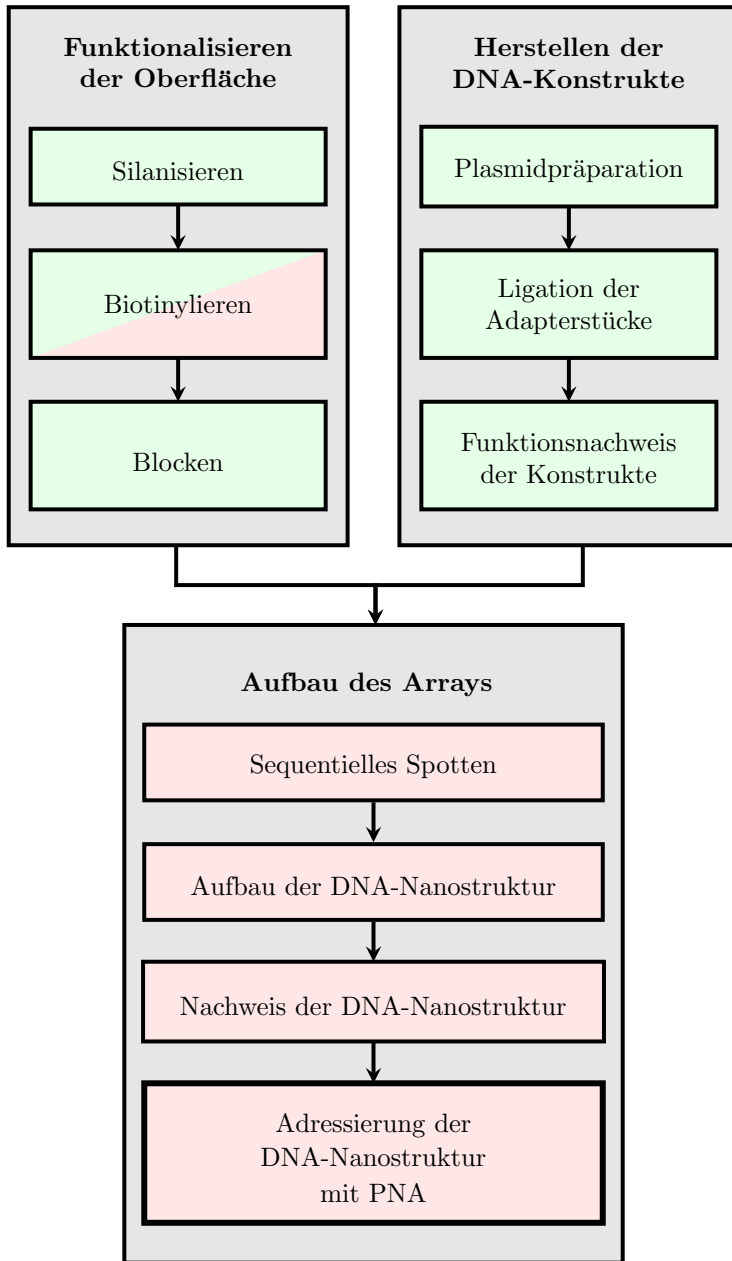 Funktionalisieren
der Oberfläche
Silanisieren
Biotinylieren
Blocken
Herstellen der
DNA-Konstrukte
Plasmidpräparation
Ligation der
Adapterstücke
Funktionsnachweis
der Konstrukte
Aufbau des Arrays
Sequentielles Spotten
Aufbau der DNA-Nanostruktur
Nachweis der DNA-Nanostruktur
Adressierung der
DNA-Nanostruktur
mit PNA